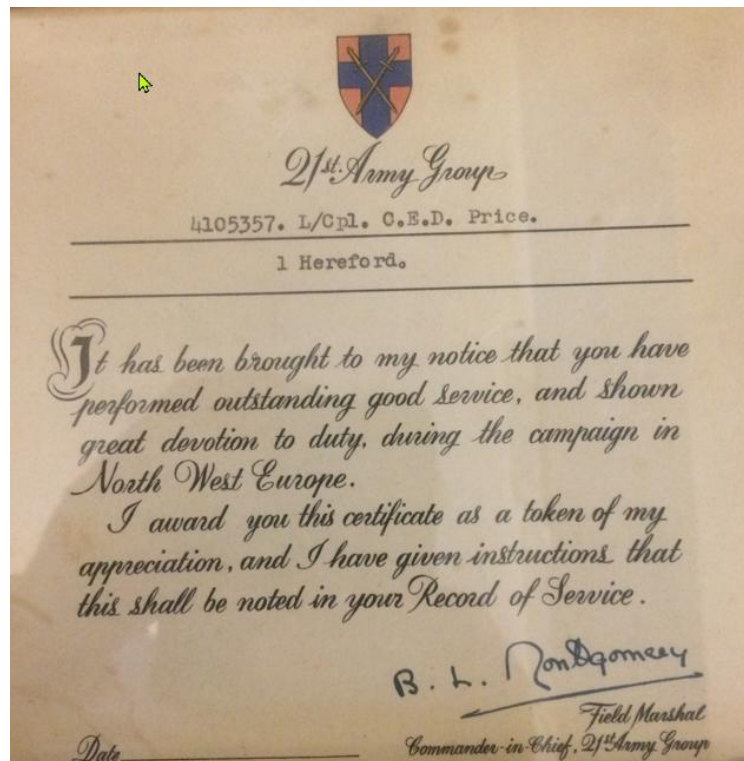 21st Army Group
4105357. L/Cpl. C.E.D. Price.
1 Hereford.
It has been brought to my notice that you have
performed outstanding good service, and shown
great devotion to duty, during the campaign in
North West Europe.
I award you this certificate as a token of my
appreciation, and I have given instructions that
this shall be noted in your Record of Service.
B. L. Montgomery
Field Marshal
Date
Commander-in-Chief, 21st Army Group